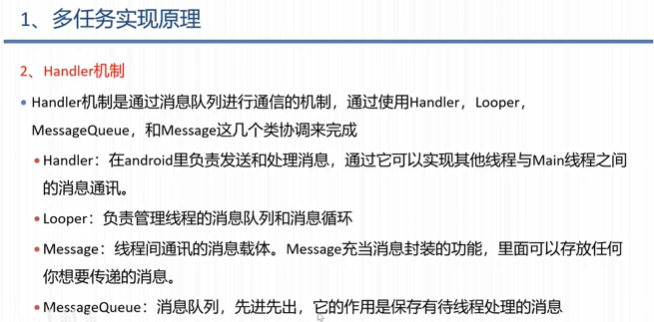 1、多任务实现原理
2、Handler机制
• Handler机制是通过消息队列进行通信的机制，通过使用Handler，Looper，
MessageQueue，和Message这几个类协调来完成
• Handler：在android里负责发送和处理消息，通过它可以实现其他线程与Main线程之间
的消息通讯。
• Looper：负责管理线程的消息队列和消息循环
• Message：线程间通讯的消息载体。Message充当消息封装的功能，里面可以存放任何
你想要传递的消息。
• MessageQueue：消息队列，先进先出，它的作用是保存有待线程处理的消息